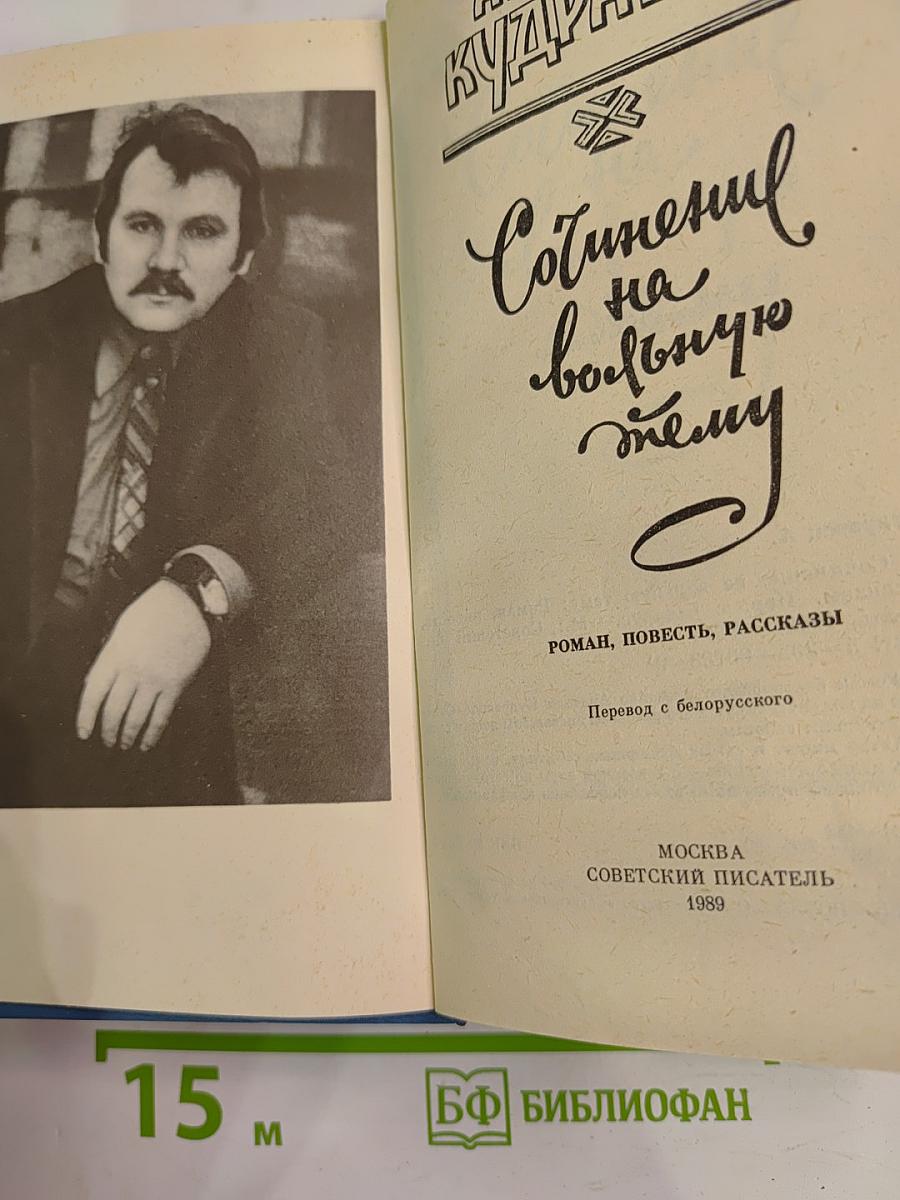 КУДРА
Сочинение
на
вольную
тему
РОМАН, ПОВЕСТЬ, РАССКАЗЫ
Перевод с белорусского
МОСКВА
СОВЕТСКИЙ ПИСАТЕЛЬ
1989
15 м
БФ БИБЛИОФАН